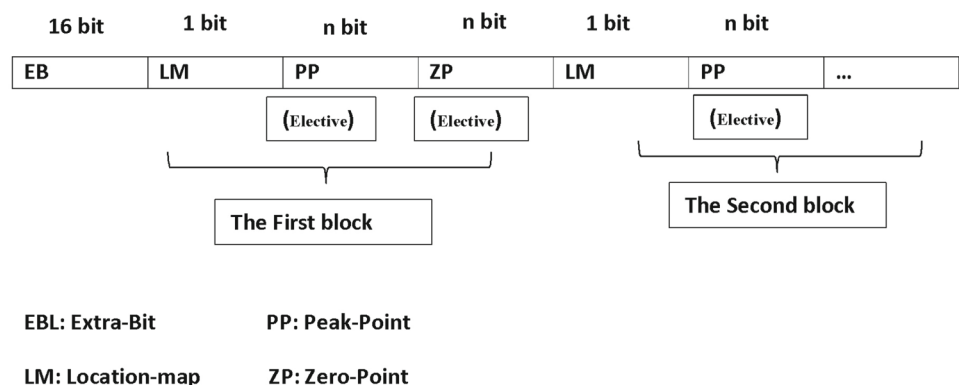 16 bit 1 bit n bit n bit 1 bit n bit
EB LM PP ZP LM PP ...
(Elective) (Elective) (Elective)
The First block The Second block
EBL: Extra-Bit PP: Peak-Point
LM: Location-map ZP: Zero-Point